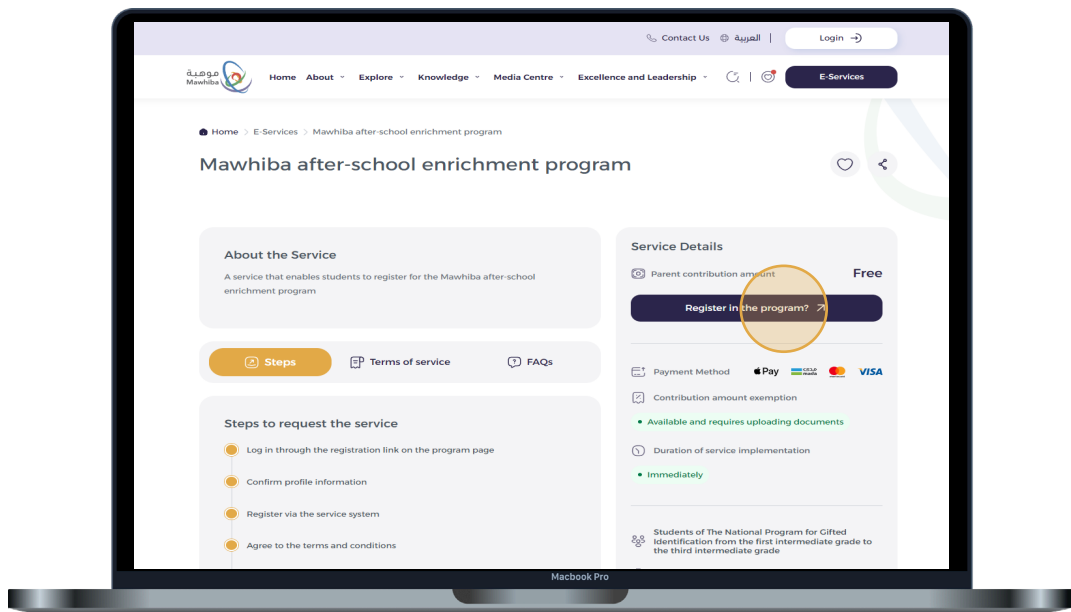 Contact Us العربية | Login
موهبة
Mawhiba
Home About Explore Knowledge Media Centre Excellence and Leadership | E-Services
Home > E-Services > Mawhiba after-school enrichment program
Mawhiba after-school enrichment program
About the Service
A service that enables students to register for the Mawhiba after-school
enrichment program
Steps Terms of service FAQs
Steps to request the service
Log in through the registration link on the program page
Confirm profile information
Register via the service system
Agree to the terms and conditions
Service Details
Parent contribution amount Free
Register in the program?
Payment Method Pay mada VISA
Contribution amount exemption
Available and requires uploading documents
Duration of service implementation
Immediately
Students of The National Program for Gifted
Identification from the first intermediate grade to
the third intermediate grade
Macbook Pro